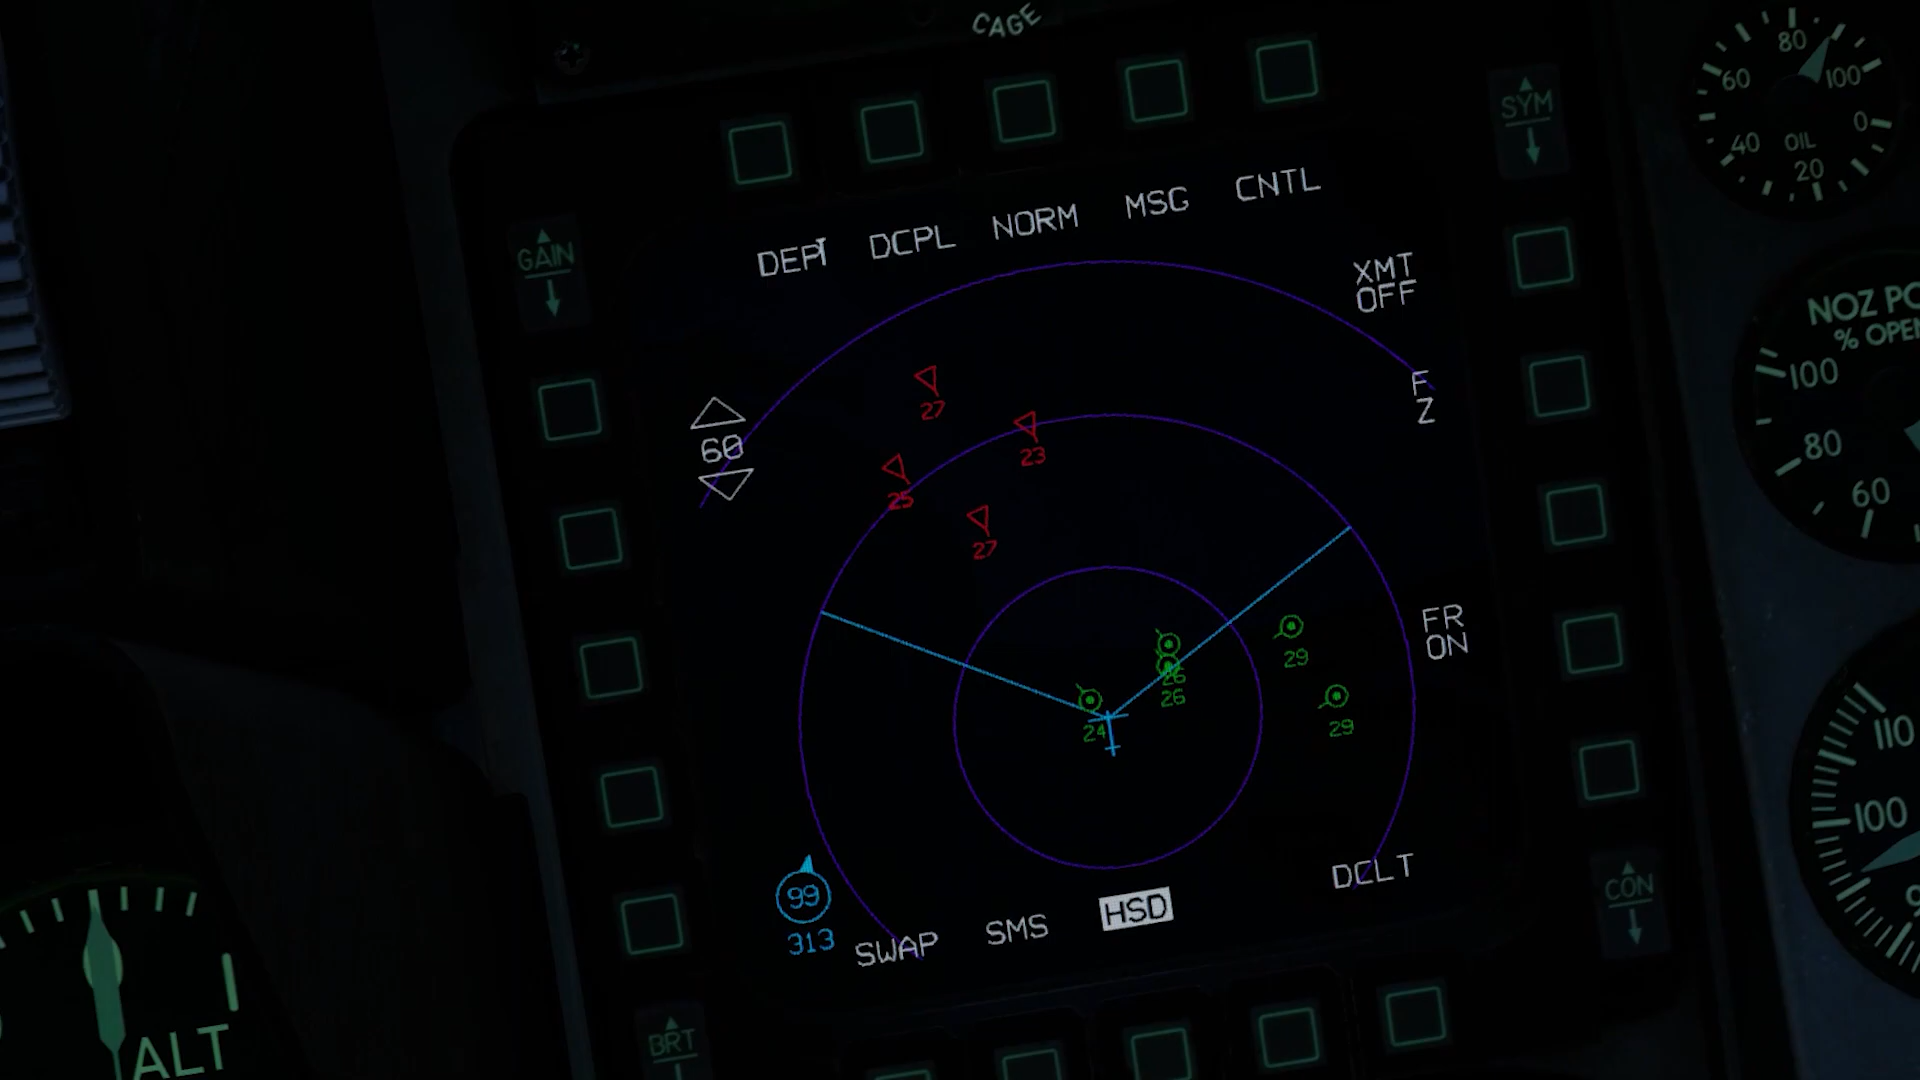 CAGE
80
60
100
0
40
OIL
20
SYM
GAIN
DEPT
DCPL
NORM
MSG
CNTL
XMT
OFF
NOZ PO
% OPEN
100
80
60
60
F
Z
27
23
25
27
FR
ON
29
26
26
29
24
110
100
9
99
313
SWAP
SMS
HSD
DCLT
CON
BRT
ALT